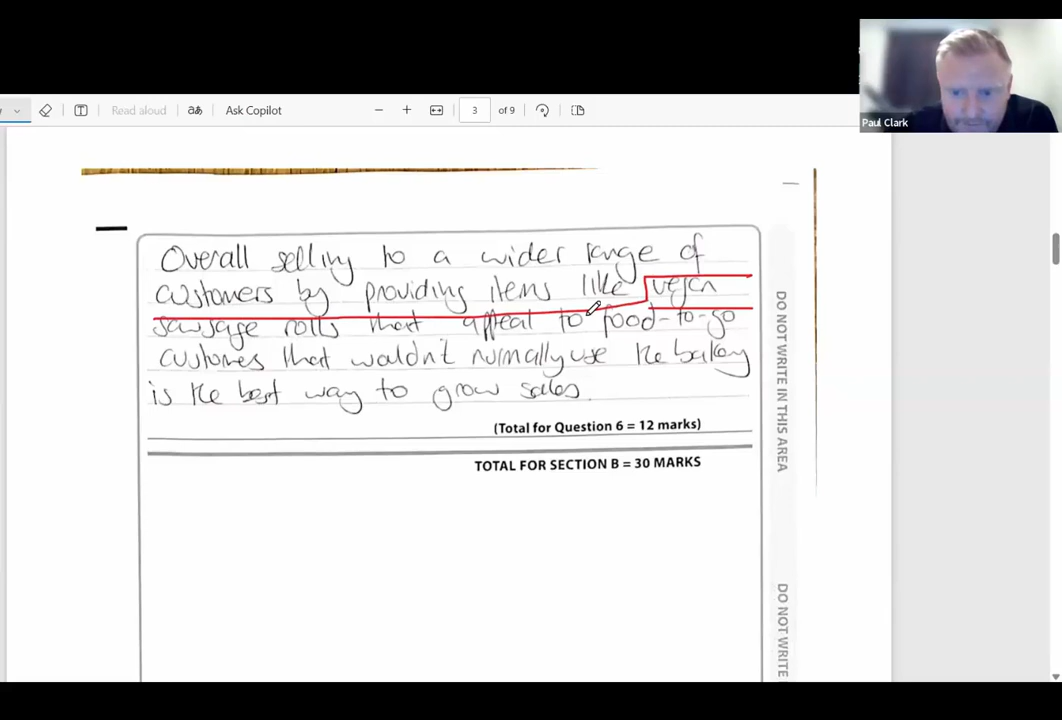 Paul Clark
Read aloud
aあ
Ask Copilot
3 of 9
Overall selling to a wider range of
customers by providing items like vegan
sausage rolls that appeal to food-to-go
customes that wouldn't normally use the bakery
is the best way to grow sales.
(Total for Question 6 = 12 marks)
TOTAL FOR SECTION B = 30 MARKS
DO NOT WRITE IN THIS AREA
DO NOT WRITE